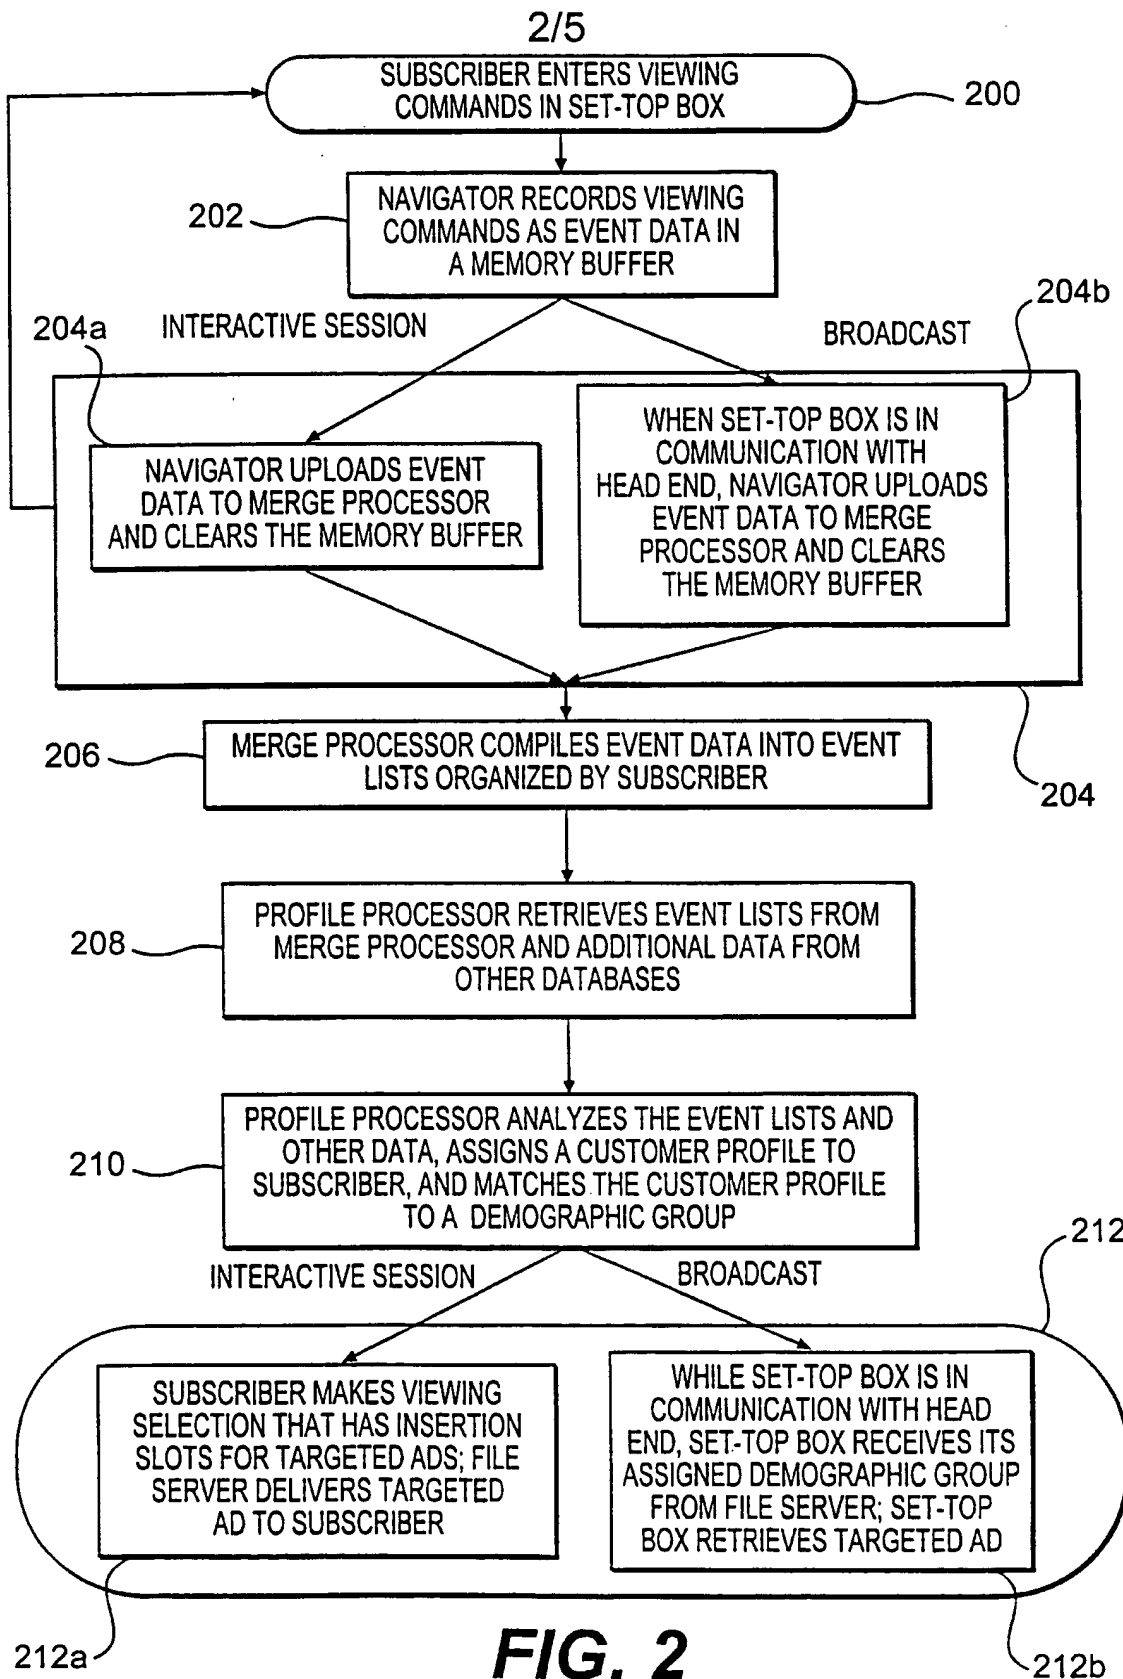 2/5
SUBSCRIBER ENTERS VIEWING
COMMANDS IN SET-TOP BOX
200
NAVIGATOR RECORDS VIEWING
COMMANDS AS EVENT DATA IN
A MEMORY BUFFER
202
INTERACTIVE SESSION
BROADCAST
204a
204b
NAVIGATOR UPLOADS EVENT
DATA TO MERGE PROCESSOR
AND CLEARS THE MEMORY BUFFER
WHEN SET-TOP BOX IS IN
COMMUNICATION WITH
HEAD END, NAVIGATOR UPLOADS
EVENT DATA TO MERGE
PROCESSOR AND CLEARS
THE MEMORY BUFFER
204
206
MERGE PROCESSOR COMPILES EVENT DATA INTO EVENT
LISTS ORGANIZED BY SUBSCRIBER
208
PROFILE PROCESSOR RETRIEVES EVENT LISTS FROM
MERGE PROCESSOR AND ADDITIONAL DATA FROM
OTHER DATABASES
210
PROFILE PROCESSOR ANALYZES THE EVENT LISTS AND
OTHER DATA, ASSIGNS A CUSTOMER PROFILE TO
SUBSCRIBER, AND MATCHES THE CUSTOMER PROFILE
TO A DEMOGRAPHIC GROUP
INTERACTIVE SESSION
BROADCAST
212
SUBSCRIBER MAKES VIEWING
SELECTION THAT HAS INSERTION
SLOTS FOR TARGETED ADS; FILE
SERVER DELIVERS TARGETED
AD TO SUBSCRIBER
WHILE SET-TOP BOX IS IN
COMMUNICATION WITH HEAD
END, SET-TOP BOX RECEIVES ITS
ASSIGNED DEMOGRAPHIC GROUP
FROM FILE SERVER; SET-TOP
BOX RETRIEVES TARGETED AD
212a
212b
FIG. 2